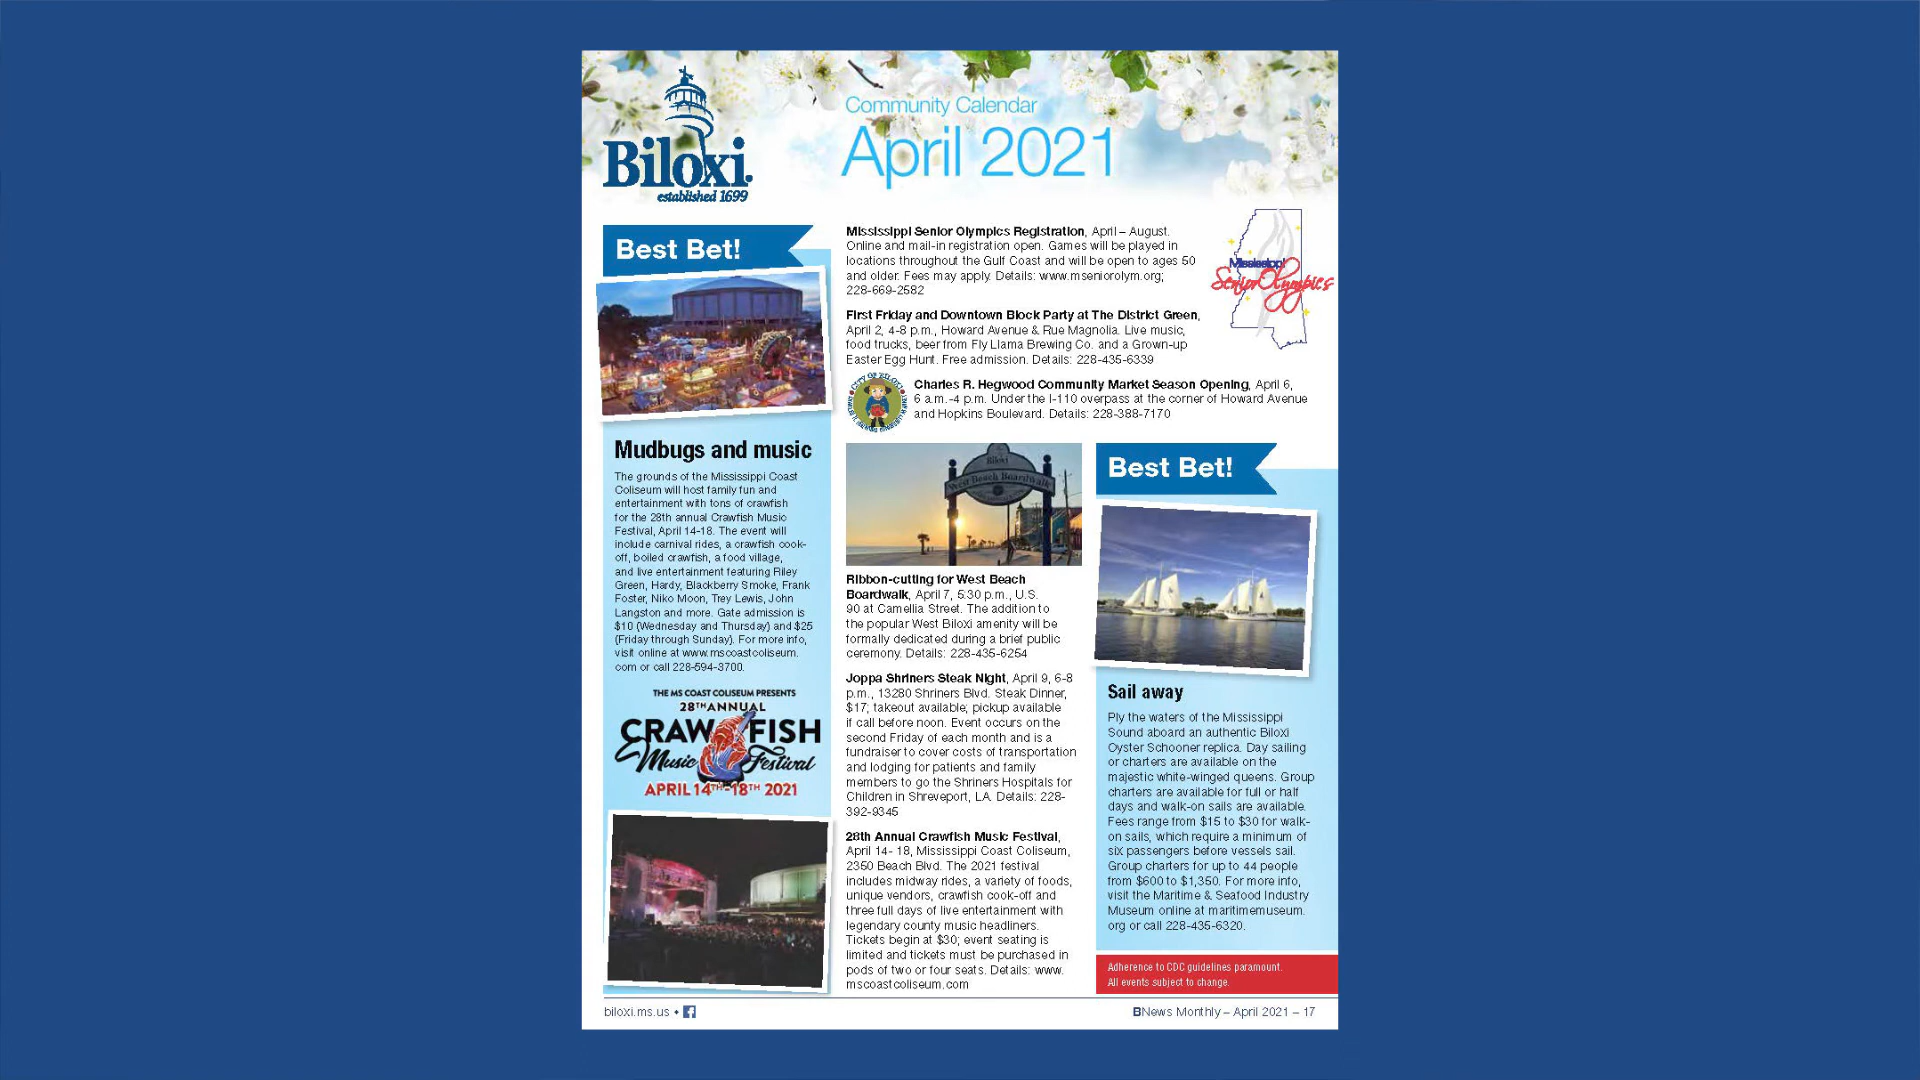 Biloxi.
established 1699
Community Calendar
April 2021
Best Bet!
Mudbugs and music
The grounds of the Mississippi Coast
Coliseum will host family fun and
entertainment with tons of crawfish
for the 28th annual Crawfish Music
Festival, April 14-18. The event will
include carnival rides, a crawfish cook-
off, boiled crawfish, a food village,
and live entertainment featuring Riley
Green, Hardy, Blackberry Smoke, Frank
Foster, Niko Moon, Trey Lewis, John
Langston and more. Gate admission is
$10 (Wednesday and Thursday) and $25
(Friday through Sunday). For more info,
visit online at www.mscoastcoliseum.
com or call 228-594-3700.
THE MS COAST COLISEUM PRESENTS
28TH ANNUAL
CRAWFISH
Music Festival
APRIL 14TH-18TH 2021
Mississippi Senior Olympics Registration, April – August.
Online and mail-in registration open. Games will be played in
locations throughout the Gulf Coast and will be open to ages 50
and older. Fees may apply. Details: www.mseniorolym.org;
228-669-2582
Mississippi
Senior Olympics
First Friday and Downtown Block Party at The District Green,
April 2, 4-8 p.m., Howard Avenue & Rue Magnolia. Live music,
food trucks, beer from Fly Llama Brewing Co. and a Grown-up
Easter Egg Hunt. Free admission. Details: 228-435-6339
CITY OF BILOXI
Charles R. Hegwood Community Market Season Opening, April 6,
6 a.m.-4 p.m. Under the I-110 overpass at the corner of Howard Avenue
and Hopkins Boulevard. Details: 228-388-7170
Biloxi
West Beach Boardwalk
Ribbon-cutting for West Beach
Boardwalk, April 7, 5:30 p.m., U.S.
90 at Camellia Street. The addition to
the popular West Biloxi amenity will be
formally dedicated during a brief public
ceremony. Details: 228-435-6254
Joppa Shriners Steak Night, April 9, 6-8
p.m., 13280 Shriners Blvd. Steak Dinner,
$17; takeout available; pickup available
if call before noon. Event occurs on the
second Friday of each month and is a
fundraiser to cover costs of transportation
and lodging for patients and family
members to go the Shriners Hospitals for
Children in Shreveport, LA. Details: 228-
392-9345
28th Annual Crawfish Music Festival,
April 14- 18, Mississippi Coast Coliseum,
2350 Beach Blvd. The 2021 festival
includes midway rides, a variety of foods,
unique vendors, crawfish cook-off and
three full days of live entertainment with
legendary county music headliners.
Tickets begin at $30; event seating is
limited and tickets must be purchased in
pods of two or four seats. Details: www.
mscoastcoliseum.com
Best Bet!
Sail away
Ply the waters of the Mississippi
Sound aboard an authentic Biloxi
Oyster Schooner replica. Day sailing
or charters are available on the
majestic white-winged queens. Group
charters are available for full or half
days and walk-on sails are available.
Fees range from $15 to $30 for walk-
on sails, which require a minimum of
six passengers before vessels sail.
Group charters for up to 44 people
from $600 to $1,350. For more info,
visit the Maritime & Seafood Industry
Museum online at maritimemuseum.
org or call 228-435-6320.
Adherence to CDC guidelines paramount.
All events subject to change.
biloxi.ms.us •
BNews Monthly – April 2021 – 17